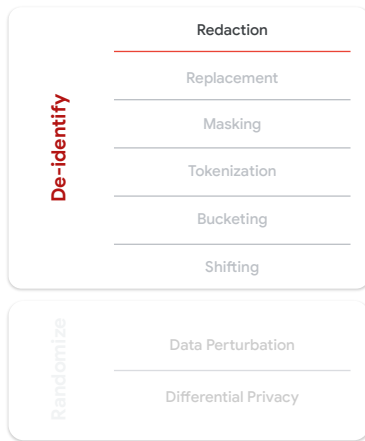 De-identify
Redaction
Replacement
Masking
Tokenization
Bucketing
Shifting
Randomize
Data Perturbation
Differential Privacy